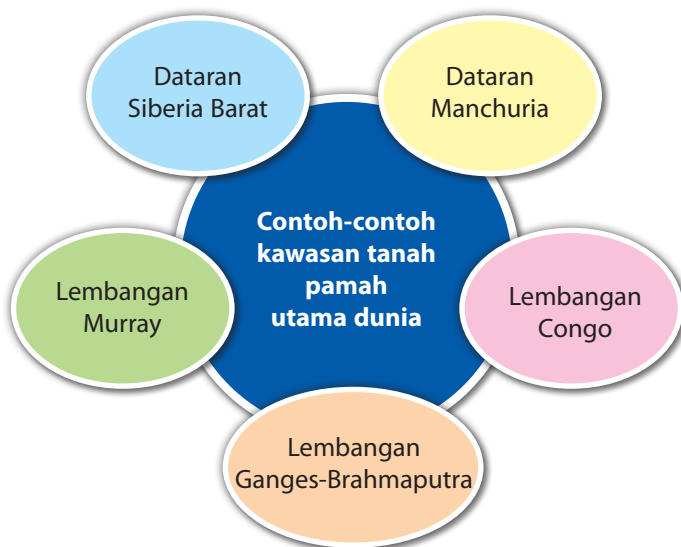 Dataran
Siberia Barat
Dataran
Manchuria
Contoh-contoh
kawasan tanah
pamah
utama dunia
Lembangan
Murray
Lembangan
Congo
Lembangan
Ganges-Brahmaputra